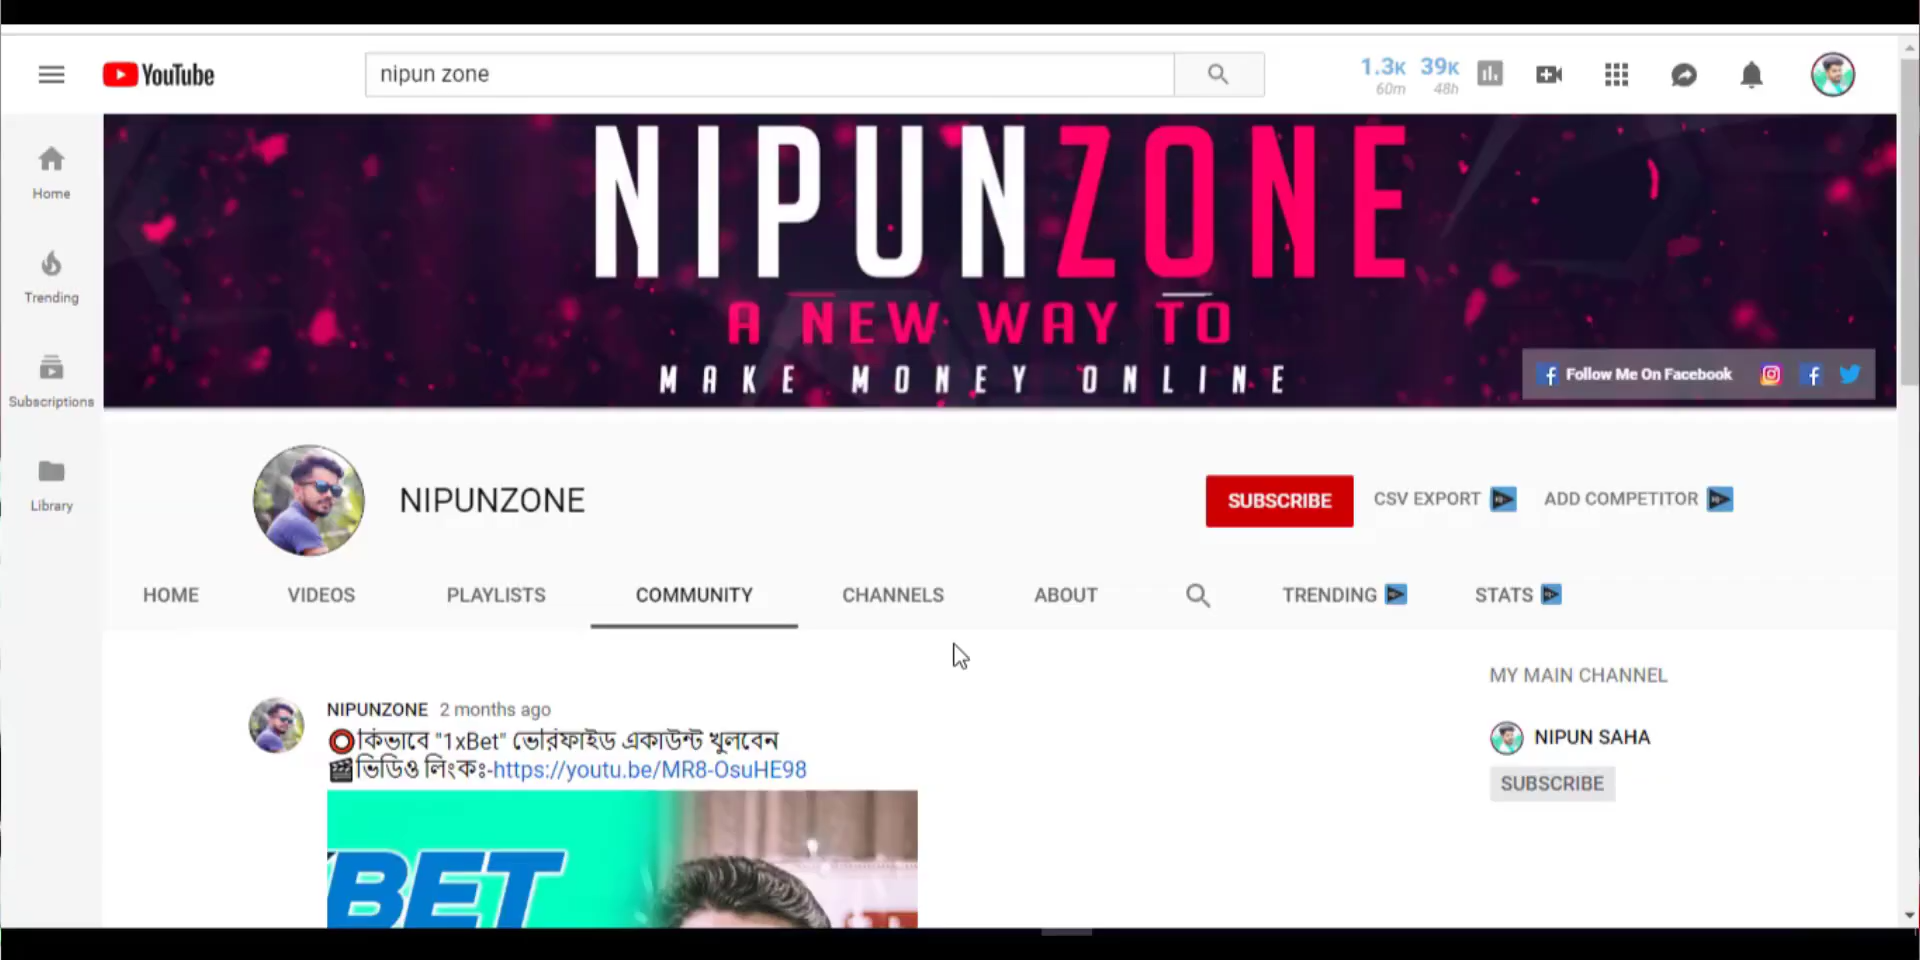 YouTube
nipun zone
1.3K 39K
60m 48h
Home
Trending
Subscriptions
Library
NIPUNZONE
A NEW WAY TO
MAKE MONEY ONLINE
Follow Me On Facebook
NIPUNZONE
SUBSCRIBE
CSV EXPORT
ADD COMPETITOR
HOME VIDEOS PLAYLISTS COMMUNITY CHANNELS ABOUT TRENDING STATS
MY MAIN CHANNEL
NIPUN SAHA
SUBSCRIBE
NIPUNZONE 2 months ago
⭕কিভাবে "1xBet" ভেরিফাইড একাউন্ট খুলবেন
🎬ভিডিও লিংকঃ-https://youtu.be/MR8-OsuHE98
BET